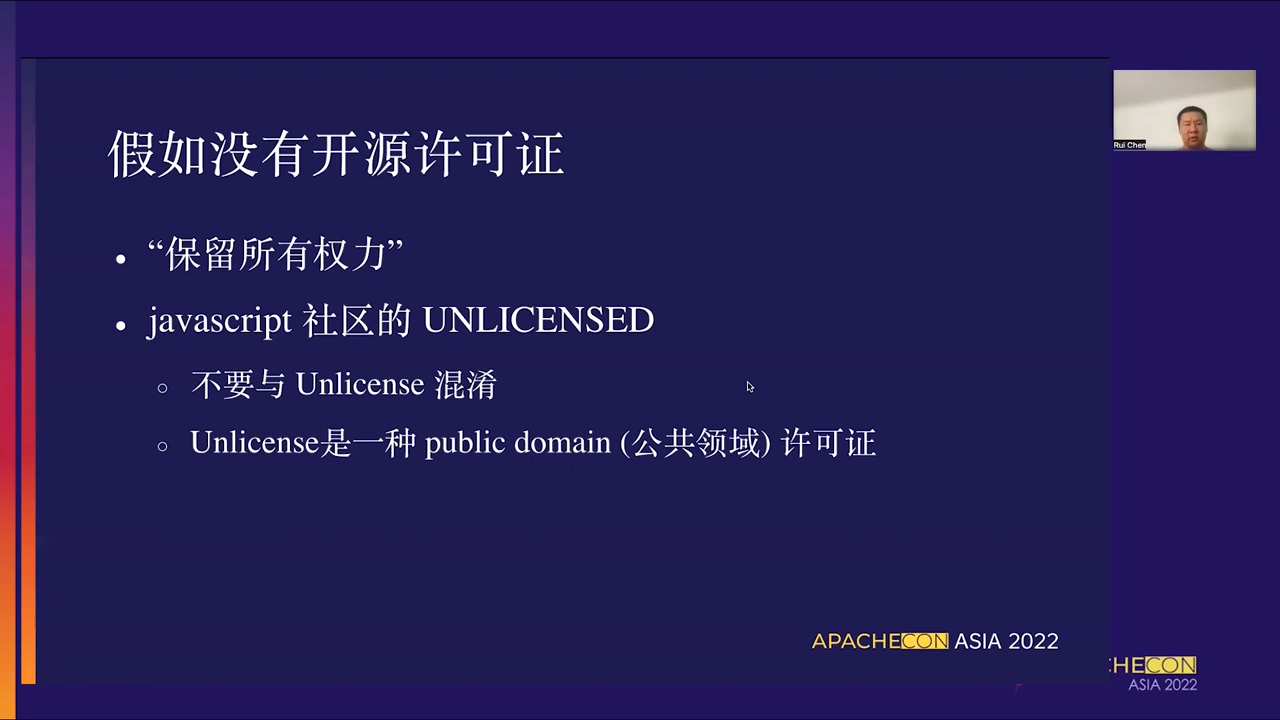 假如没有开源许可证
• “保留所有权力”
• javascript 社区的 UNLICENSED
○ 不要与 Unlicense 混淆
○ Unlicense是一种 public domain (公共领域) 许可证
APACHECON ASIA 2022
Rui Chen
CHECON
ASIA 2022